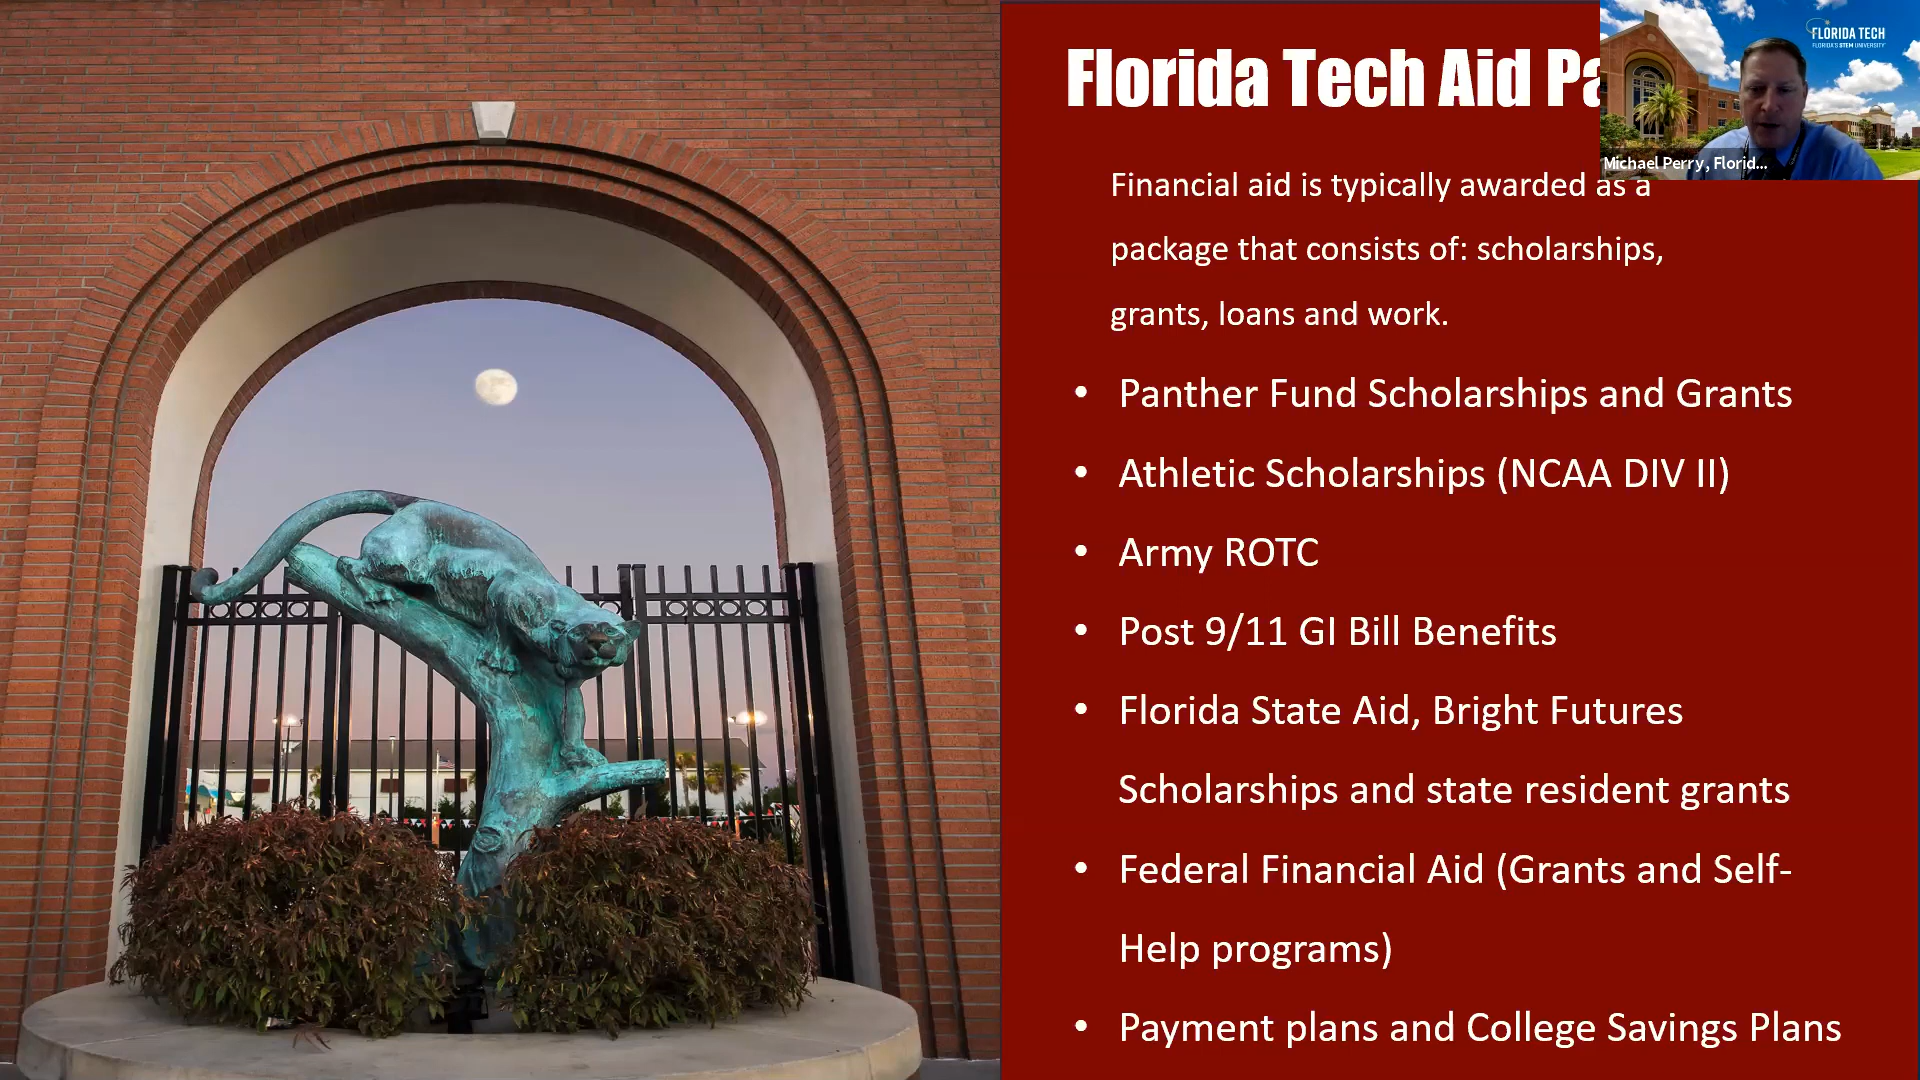 Florida Tech Aid Pa
FLORIDA TECH
FLORIDA'S STEM UNIVERSITY
Michael Perry, Florid...
Financial aid is typically awarded as a
package that consists of: scholarships,
grants, loans and work.
• Panther Fund Scholarships and Grants
• Athletic Scholarships (NCAA DIV II)
• Army ROTC
• Post 9/11 GI Bill Benefits
• Florida State Aid, Bright Futures
Scholarships and state resident grants
• Federal Financial Aid (Grants and Self-
Help programs)
• Payment plans and College Savings Plans